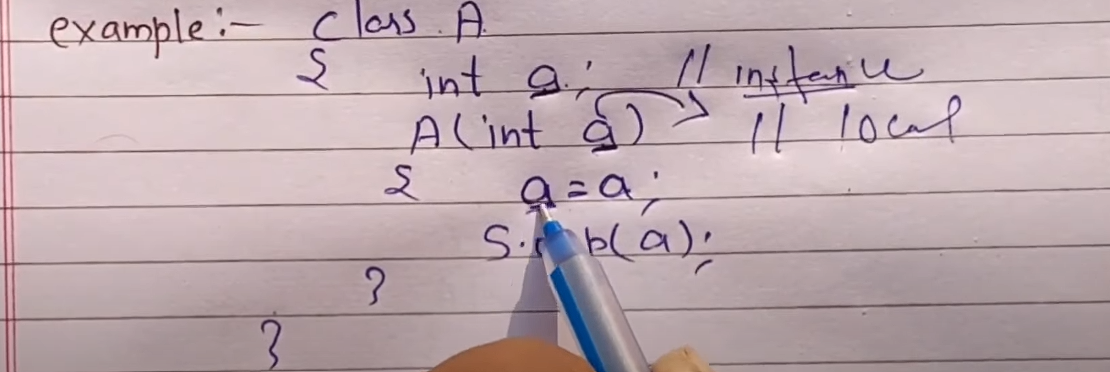 example:- Class A
{ int a; // instance
A(int a) // local
{ a = a;
S. (a);
}
}